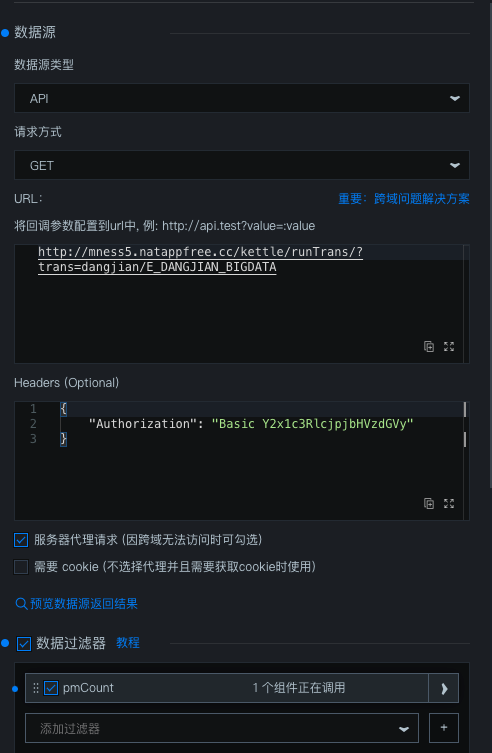 数据源
数据源类型
API
请求方式
GET
URL：
重要：跨域问题解决方案
将回调参数配置到url中, 例: http://api.test?value=:value
http://mness5.natappfree.cc/kettle/runTrans/?
trans=dangjian/E_DANGJIAN_BIGDATA
Headers (Optional)
1 {
2 "Authorization": "Basic Y2x1c3RlcjpjbHVzdGVy"
3 }
服务器代理请求 (因跨域无法访问时可勾选)
需要 cookie (不选择代理并且需要获取cookie时使用)
预览数据源返回结果
数据过滤器 教程
pmCount 1 个组件正在调用
添加过滤器 +